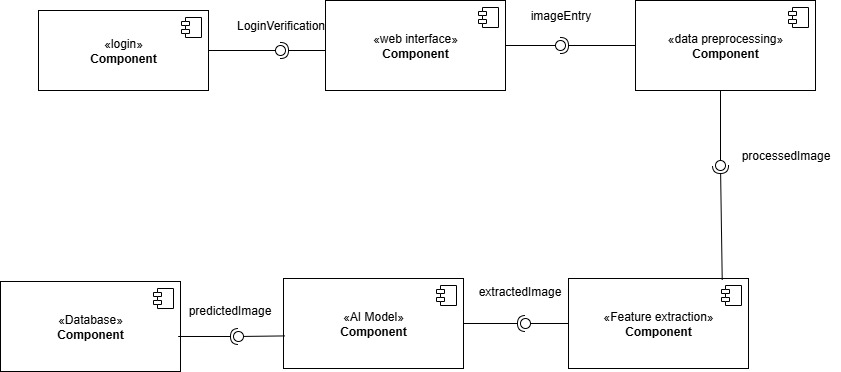 LoginVerification
imageEntry
«login»
Component
«web interface»
Component
«data preprocessing»
Component
processedImage
predictedImage
extractedImage
«Database»
Component
«AI Model»
Component
«Feature extraction»
Component